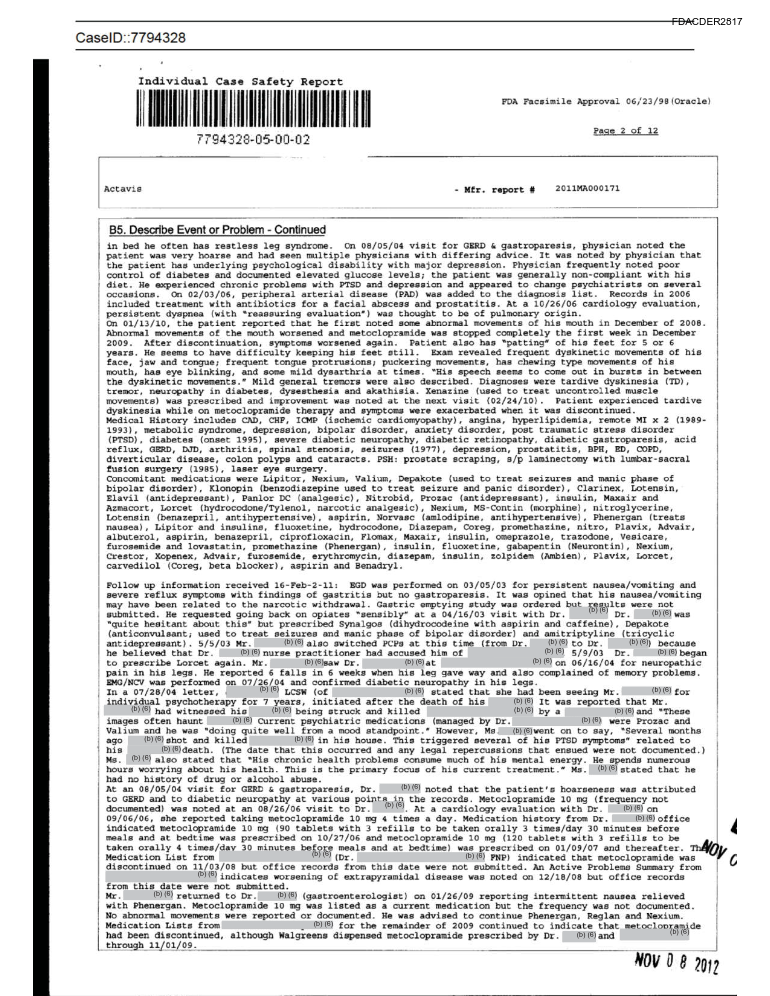 FDACDER2817
CaseID::7794328
Individual Case Safety Report
FDA Facsimile Approval 06/23/98(Oracle)
7794328-05-00-02
Page 2 of 12
Actavis
- Mfr. report # 2011MA000171
B5. Describe Event or Problem - Continued
in bed he often has restless leg syndrome. On 08/05/04 visit for GERD & gastroparesis, physician noted the
patient was very hoarse and had seen multiple physicians with differing advice. It was noted by physician that
the patient has underlying psychological disability with major depression. Physician frequently noted poor
control of diabetes and documented elevated glucose levels; the patient was generally non-compliant with his
diet. He experienced chronic problems with PTSD and depression and appeared to change psychiatrists on several
occasions. On 02/03/06, peripheral arterial disease (PAD) was added to the diagnosis list. Records in 2006
included treatment with antibiotics for a facial abscess and prostatitis. At a 10/26/06 cardiology evaluation,
persistent dyspnea (with "reassuring evaluation") was thought to be of pulmonary origin.
On 01/13/10, the patient reported that he first noted some abnormal movements of his mouth in December of 2008.
Abnormal movements of the mouth worsened and metoclopramide was stopped completely the first week in December
2009. After discontinuation, symptoms worsened again. Patient also has "patting" of his feet for 5 or 6
years. He seems to have difficulty keeping his feet still. Exam revealed frequent dyskinetic movements of his
face, jaw and tongue; frequent tongue protrusions; puckering movements, has chewing type movements of his
mouth, has eye blinking, and some mild dysarthria at times. "His speech seems to come out in bursts in between
the dyskinetic movements." Mild general tremors were also described. Diagnoses were tardive dyskinesia (TD),
tremor, neuropathy in diabetes, dysesthesia and akathisia. Xenazine (used to treat uncontrolled muscle
movements) was prescribed and improvement was noted at the next visit (02/24/10). Patient experienced tardive
dyskinesia while on metoclopramide therapy and symptoms were exacerbated when it was discontinued.
Medical History includes CAD, CHF, ICMP (ischemic cardiomyopathy), angina, hyperlipidemia, remote MI x 2 (1989-
1993), metabolic syndrome, depression, bipolar disorder, anxiety disorder, post traumatic stress disorder
(PTSD), diabetes (onset 1995), severe diabetic neuropathy, diabetic retinopathy, diabetic gastroparesis, acid
reflux, GERD, DJD, arthritis, spinal stenosis, seizures (1977), depression, prostatitis, BPH, ED, COPD,
diverticular disease, colon polyps and cataracts. PSH: prostate scraping, s/p laminectomy with lumbar-sacral
fusion surgery (1985), laser eye surgery.
Concomitant medications were Lipitor, Nexium, Valium, Depakote (used to treat seizures and manic phase of
bipolar disorder), Klonopin (benzodiazepine used to treat seizure and panic disorder), Clarinex, Lotensin,
Elavil (antidepressant), Panlor DC (analgesic), Nitrobid, Prozac (antidepressant), insulin, Maxair and
Azmacort, Lorcet (hydrocodone/Tylenol, narcotic analgesic), Nexium, MS-Contin (morphine), nitroglycerine,
Lotensin (benazepril, antihypertensive), aspirin, Norvasc (amlodipine, antihypertensive), Phenergan (treats
nausea), Lipitor and insulins, fluoxetine, hydrocodone, Diazepam, Coreg, promethazine, nitro, Plavix, Advair,
albuterol, aspirin, benazepril, ciprofloxacin, Flomax, Maxair, insulin, omeprazole, trazodone, Vesicare,
furosemide and lovastatin, promethazine (Phenergan), insulin, fluoxetine, gabapentin (Neurontin), Nexium,
Crestor, Xopenex, Advair, furosemide, erythromycin, diazepam, insulin, zolpidem (Ambien), Plavix, Lorcet,
carvedilol (Coreg, beta blocker), aspirin and Benadryl.
Follow up information received 16-Feb-2-11: EGD was performed on 03/05/03 for persistent nausea/vomiting and
severe reflux symptoms with findings of gastritis but no gastroparesis. It was opined that his nausea/vomiting
may have been related to the narcotic withdrawal. Gastric emptying study was ordered but results were not
submitted. He requested going back on opiates "sensibly" at a 04/16/03 visit with Dr. (b) (6) Dr. (b) (6) was
"quite hesitant about this" but prescribed Synalgos (dihydrocodeine with aspirin and caffeine), Depakote
(anticonvulsant; used to treat seizures and manic phase of bipolar disorder) and amitriptyline (tricyclic
antidepressant). 5/5/03 Mr. (b) (6) also switched PCPs at this time (from Dr. (b) (6) to Dr. (b) (6)) because
he believed that Dr. (b) (6) nurse practitioner had accused him of (b) (6) 5/9/03 Dr. (b) (6) began
to prescribe Lorcet again. Mr. (b) (6) saw Dr. (b) (6) at (b) (6) on 06/16/04 for neuropathic
pain in his legs. He reported 6 falls in 6 weeks when his leg gave way and also complained of memory problems.
EMG/NCV was performed on 07/26/04 and confirmed diabetic neuropathy in his legs.
In a 07/28/04 letter, (b) (6) LCSW (of (b) (6) stated that she had been seeing Mr. (b) (6) for
individual psychotherapy for 7 years, initiated after the death of his (b) (6) It was reported that Mr.
(b) (6) had witnessed his (b) (6) being struck and killed (b) (6) by a (b) (6) and "These
images often haunt (b) (6) Current psychiatric medications (managed by Dr. (b) (6) were Prozac and
Valium and he was "doing quite well from a mood standpoint." However, Ms (b) (6) went on to say, "Several months
ago (b) (6) shot and killed (b) (6) in his house. This triggered several of his PTSD symptoms" related to
his (b) (6) death. (The date that this occurred and any legal repercussions that ensued were not documented.)
Ms. (b) (6) also stated that "His chronic health problems consume much of his mental energy. He spends numerous
hours worrying about his health. This is the primary focus of his current treatment." Ms. (b) (6) stated that he
had no history of drug or alcohol abuse.
At an 08/05/04 visit for GERD & gastroparesis, Dr. (b) (6) noted that the patient's hoarseness was attributed
to GERD and to diabetic neuropathy at various points in the records. Metoclopramide 10 mg (frequency not
documented) was noted at an 08/26/06 visit to Dr. (b) (6). At a cardiology evaluation with Dr. (b) (6) on
09/06/06, she reported taking metoclopramide 10 mg 4 times a day. Medication history from Dr. (b) (6) office
indicated metoclopramide 10 mg (90 tablets with 3 refills to be taken orally 3 times/day 30 minutes before
meals and at bedtime was prescribed on 10/27/06 and metoclopramide 10 mg (120 tablets with 3 refills to be
taken orally 4 times/day 30 minutes before meals and at bedtime) was prescribed on 01/09/07 and thereafter. The
Medication List from (b) (6) (Dr. (b) (6) FNP) indicated that metoclopramide was
discontinued on 11/03/08 but office records from this date were not submitted. An Active Problems Summary from
(b) (6) indicates worsening of extrapyramidal disease was noted on 12/18/08 but office records
from this date were not submitted.
Mr. (b) (6) returned to Dr. (b) (6) (gastroenterologist) on 01/26/09 reporting intermittent nausea relieved
with Phenergan. Metoclopramide 10 mg was listed as a current medication but the frequency was not documented.
No abnormal movements were reported or documented. He was advised to continue Phenergan, Reglan and Nexium.
Medication Lists from (b) (6) for the remainder of 2009 continued to indicate that metoclopramide
had been discontinued, although Walgreens dispensed metoclopramide prescribed by Dr. (b) (6) and (b) (6)
through 11/01/09.
NOV
NOV 08 2012